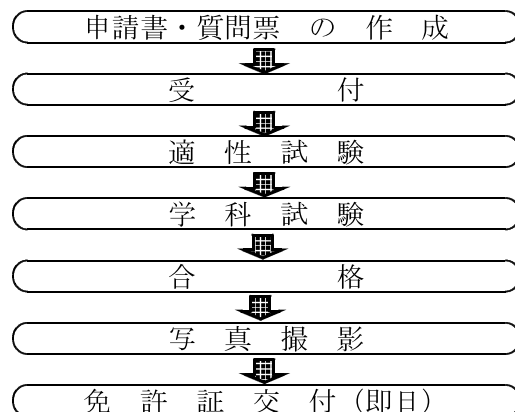 申請書・質問票 の 作 成
受 付
適 性 試 験
学 科 試 験
合 格
写 真 撮 影
免 許 証 交 付（即日）